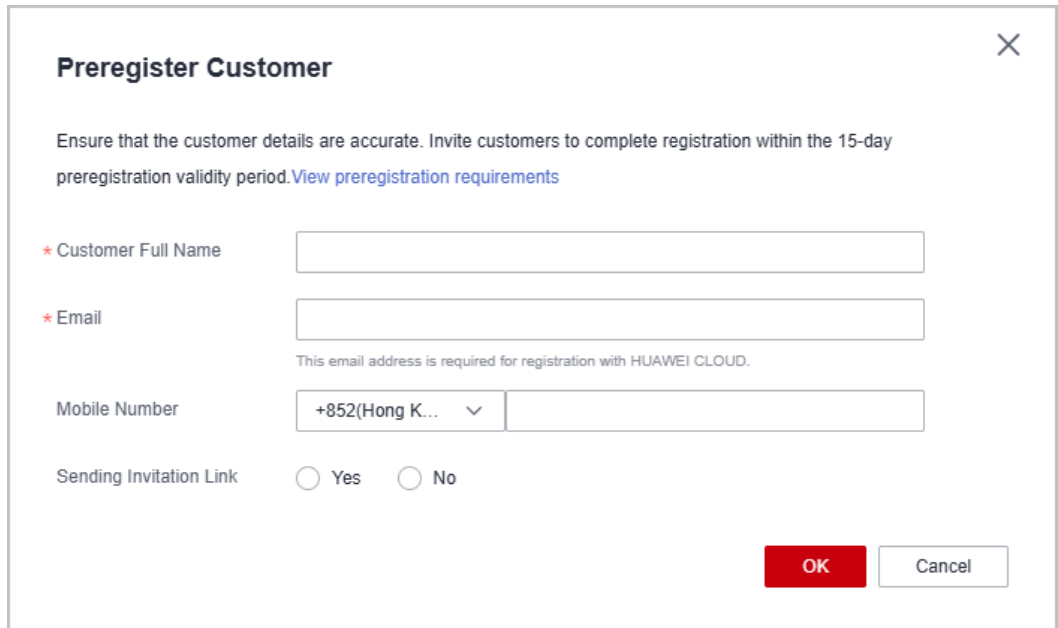 Preregister Customer
Ensure that the customer details are accurate. Invite customers to complete registration within the 15-day
preregistration validity period.View preregistration requirements
* Customer Full Name
* Email
This email address is required for registration with HUAWEI CLOUD.
Mobile Number +852(Hong K...
Sending Invitation Link Yes No
OK Cancel